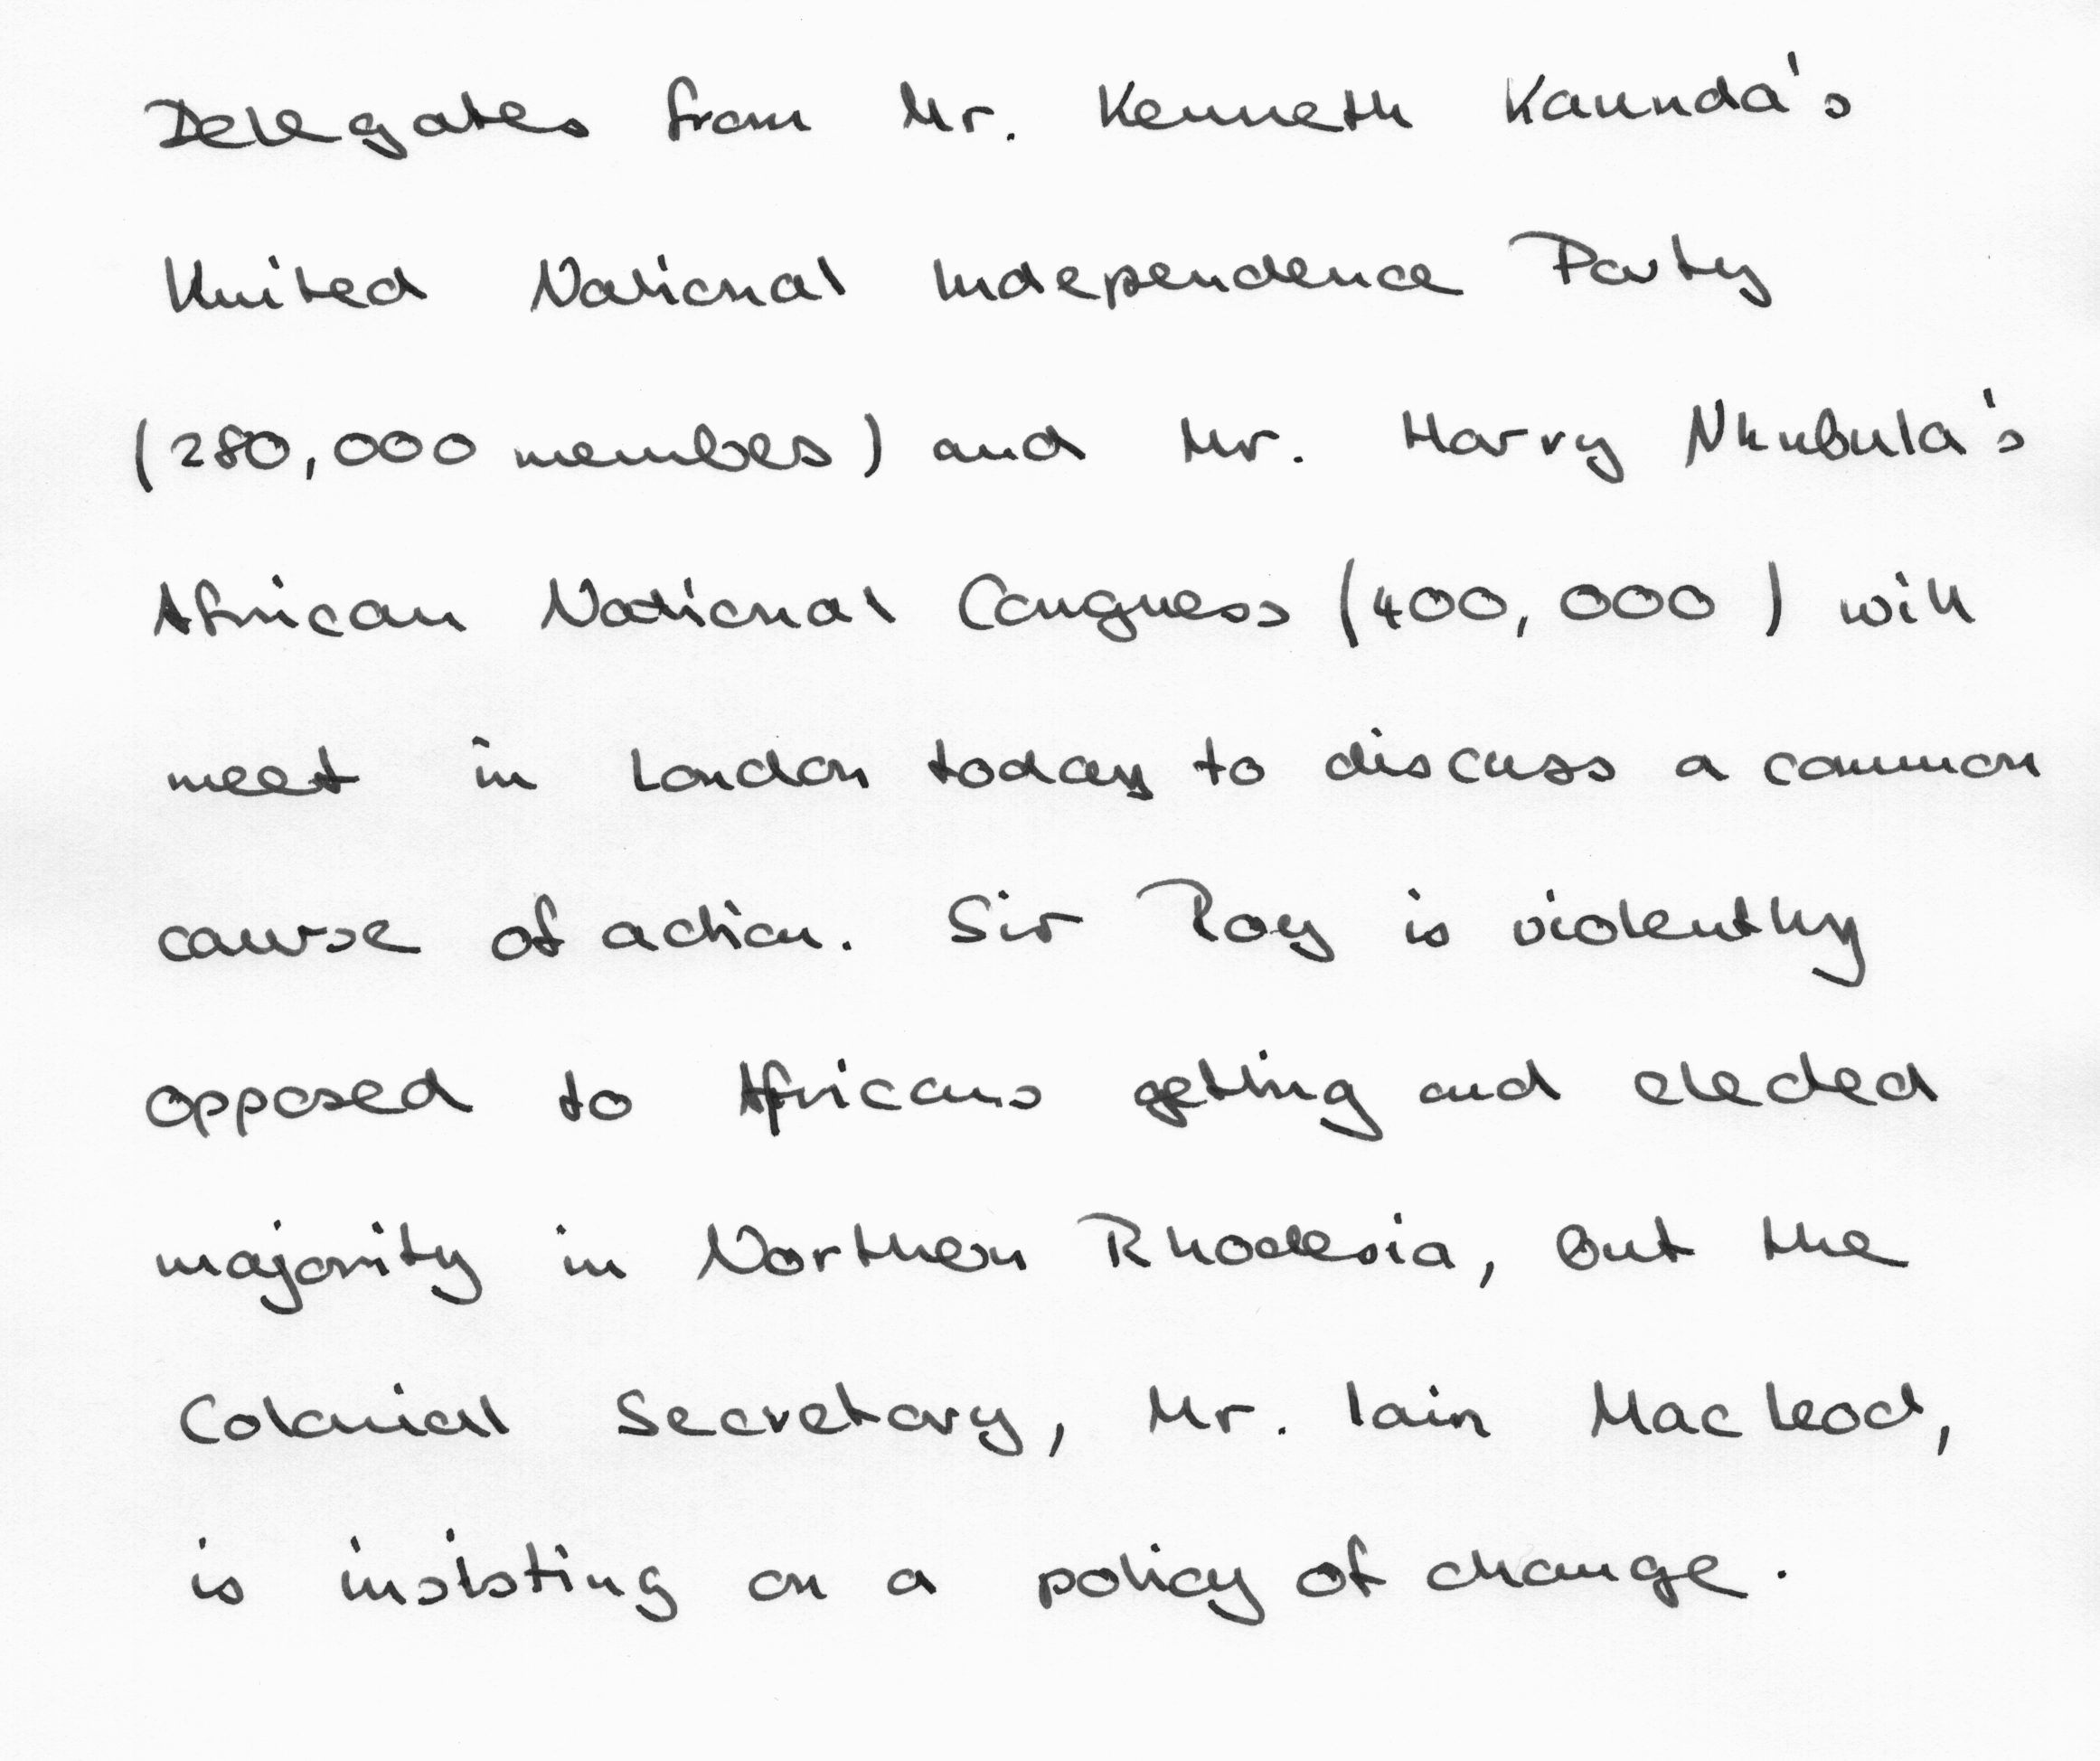 Delegates from Mr. Kenneth Kaunda's
United National Independence Party
(280,000 membes) and Mr. Harry Nkubula's
African National Congress (400,000) will
meet in London today to discuss a common
course of action. Sir Roy is violently
opposed to Africans getting and elected
majority in Northern Rhodesia, but the
Colonial Secretary, Mr. Iain Macleod,
is insisting on a policy of change.